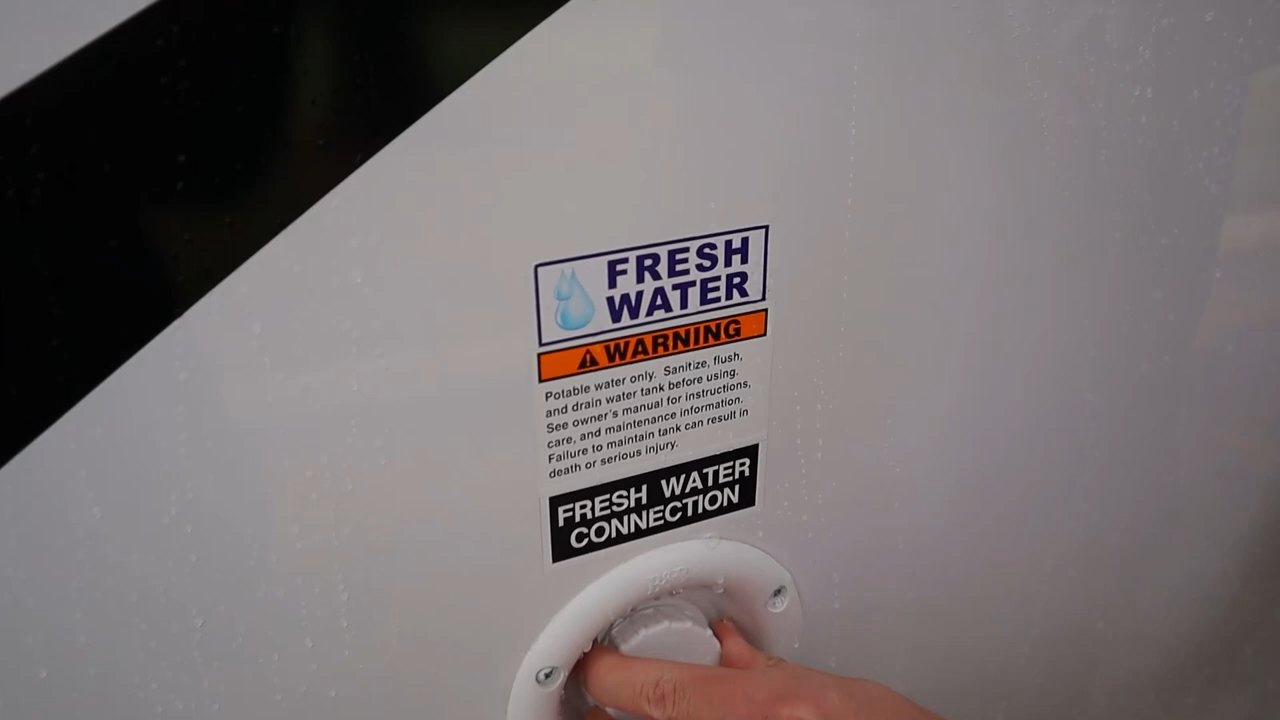 FRESH
WATER
WARNING
Potable water only. Sanitize, flush,
and drain water tank before using.
See owner's manual for instructions,
care, and maintenance information.
Failure to maintain tank can result in
death or serious injury.
FRESH WATER
CONNECTION